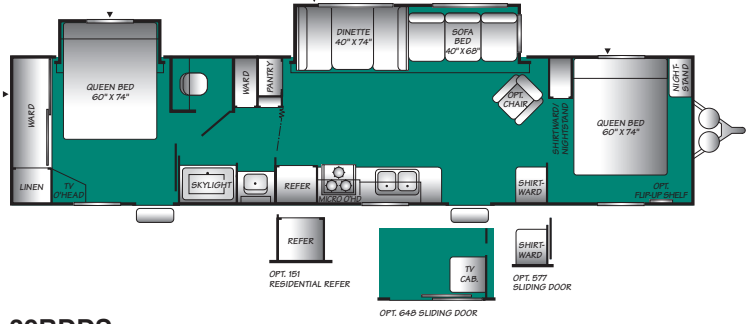 DINETTE
40" X 74"
SOFA
BED
40" X 68"
QUEEN BED
60" X 74"
WARD
PANTRY
WARD
OPT.
CHAIR
SHIRTWARD/
NIGHTSTAND
QUEEN BED
60" X 74"
NIGHT-
STAND
LINEN
TV
O'HEAD
SKYLIGHT
REFER
MICRO O'HD
SHIRT-
WARD
OPT.
FLIP-UP SHELF
REFER
OPT. 151
RESIDENTIAL REFER
TV
CAB.
OPT. 648 SLIDING DOOR
SHIRT-
WARD
OPT. 577
SLIDING DOOR